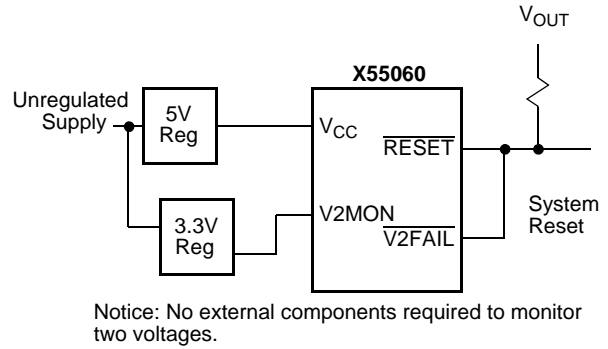 VOUT
X55060
Unregulated
Supply
5V
Reg
VCC
RESET
3.3V
Reg
V2MON
V2FAIL
System
Reset
Notice: No external components required to monitor
two voltages.